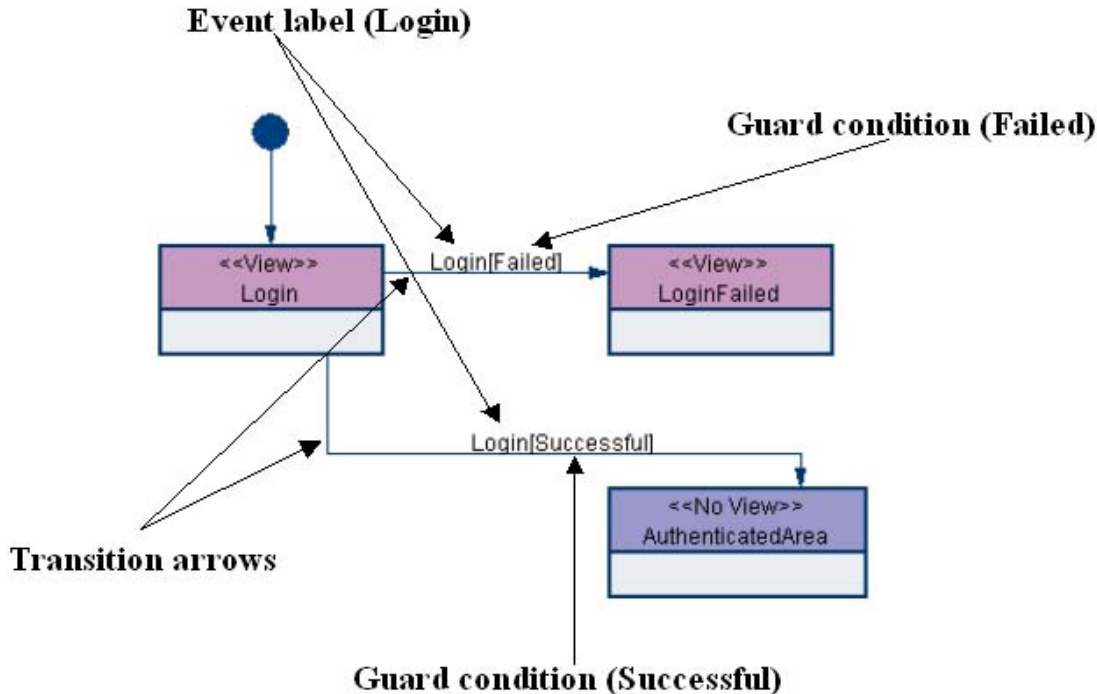 Event label (Login)
Guard condition (Failed)
<<View>>
Login
Login[Failed]
<<View>>
LoginFailed
Login[Successful]
<<No View>>
AuthenticatedArea
Transition arrows
Guard condition (Successful)